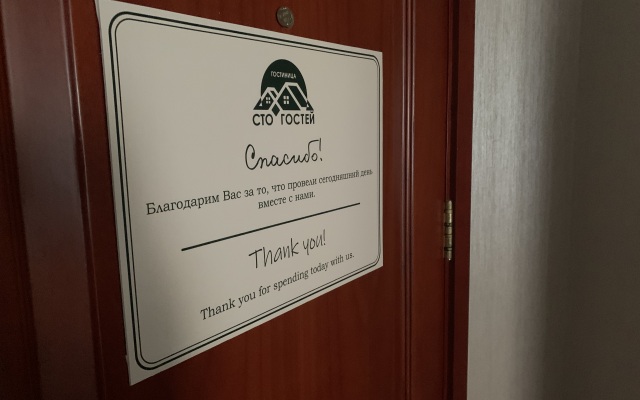 ГОСТИНИЦА
СТО ГОСТЕЙ
Спасибо!
Благодарим Вас за то, что провели сегодняшний день
вместе с нами.
Thank you!
Thank you for spending today with us.